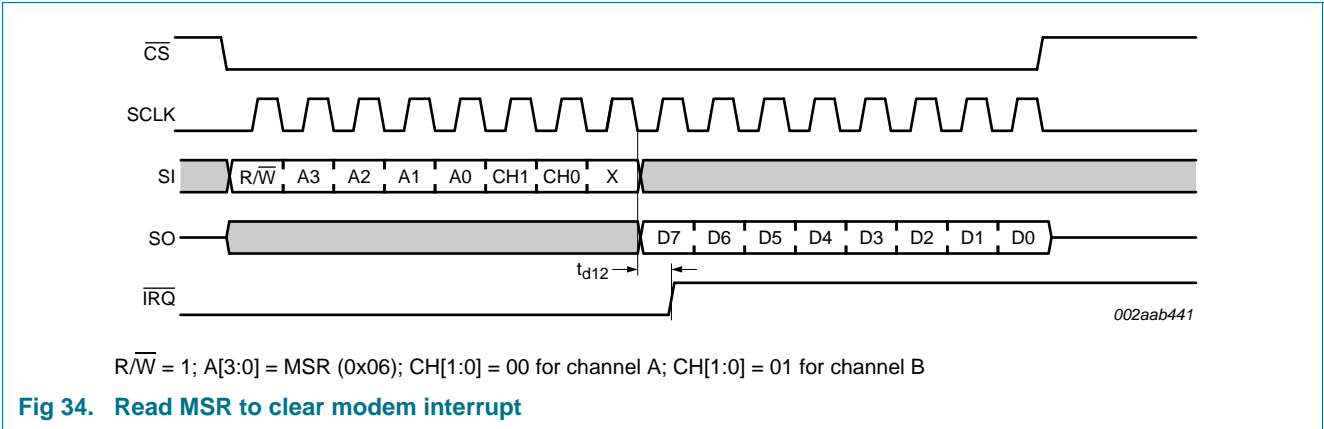 CS
SCLK
SI R/W A3 A2 A1 A0 CH1 CH0 X
SO D7 D6 D5 D4 D3 D2 D1 D0
td12
IRQ
002aab441
R/W = 1; A[3:0] = MSR (0x06); CH[1:0] = 00 for channel A; CH[1:0] = 01 for channel B
Fig 34. Read MSR to clear modem interrupt